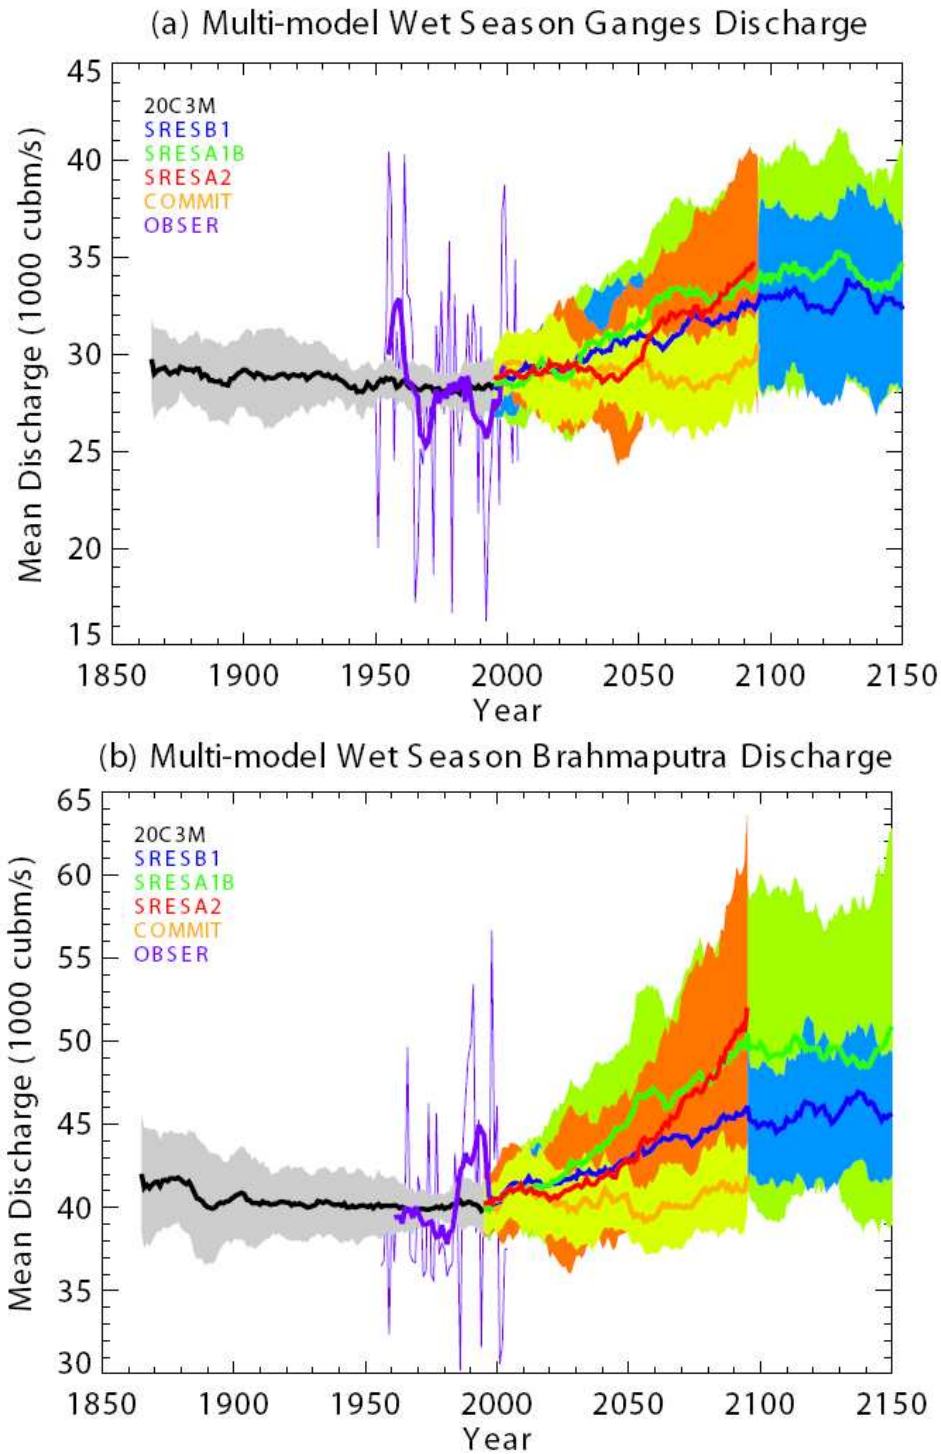 (a) Multi-model Wet Season Ganges Discharge
Mean Discharge (1000 cubm/s)
45
40
35
30
25
20
15
20C3M
SRESB1
SRESA1B
SRESA2
COMMIT
OBSER
1850 1900 1950 2000 2050 2100 2150
Year
(b) Multi-model Wet Season Brahmaputra Discharge
Mean Discharge (1000 cubm/s)
65
60
55
50
45
40
35
30
20C3M
SRESB1
SRESA1B
SRESA2
COMMIT
OBSER
1850 1900 1950 2000 2050 2100 2150
Year